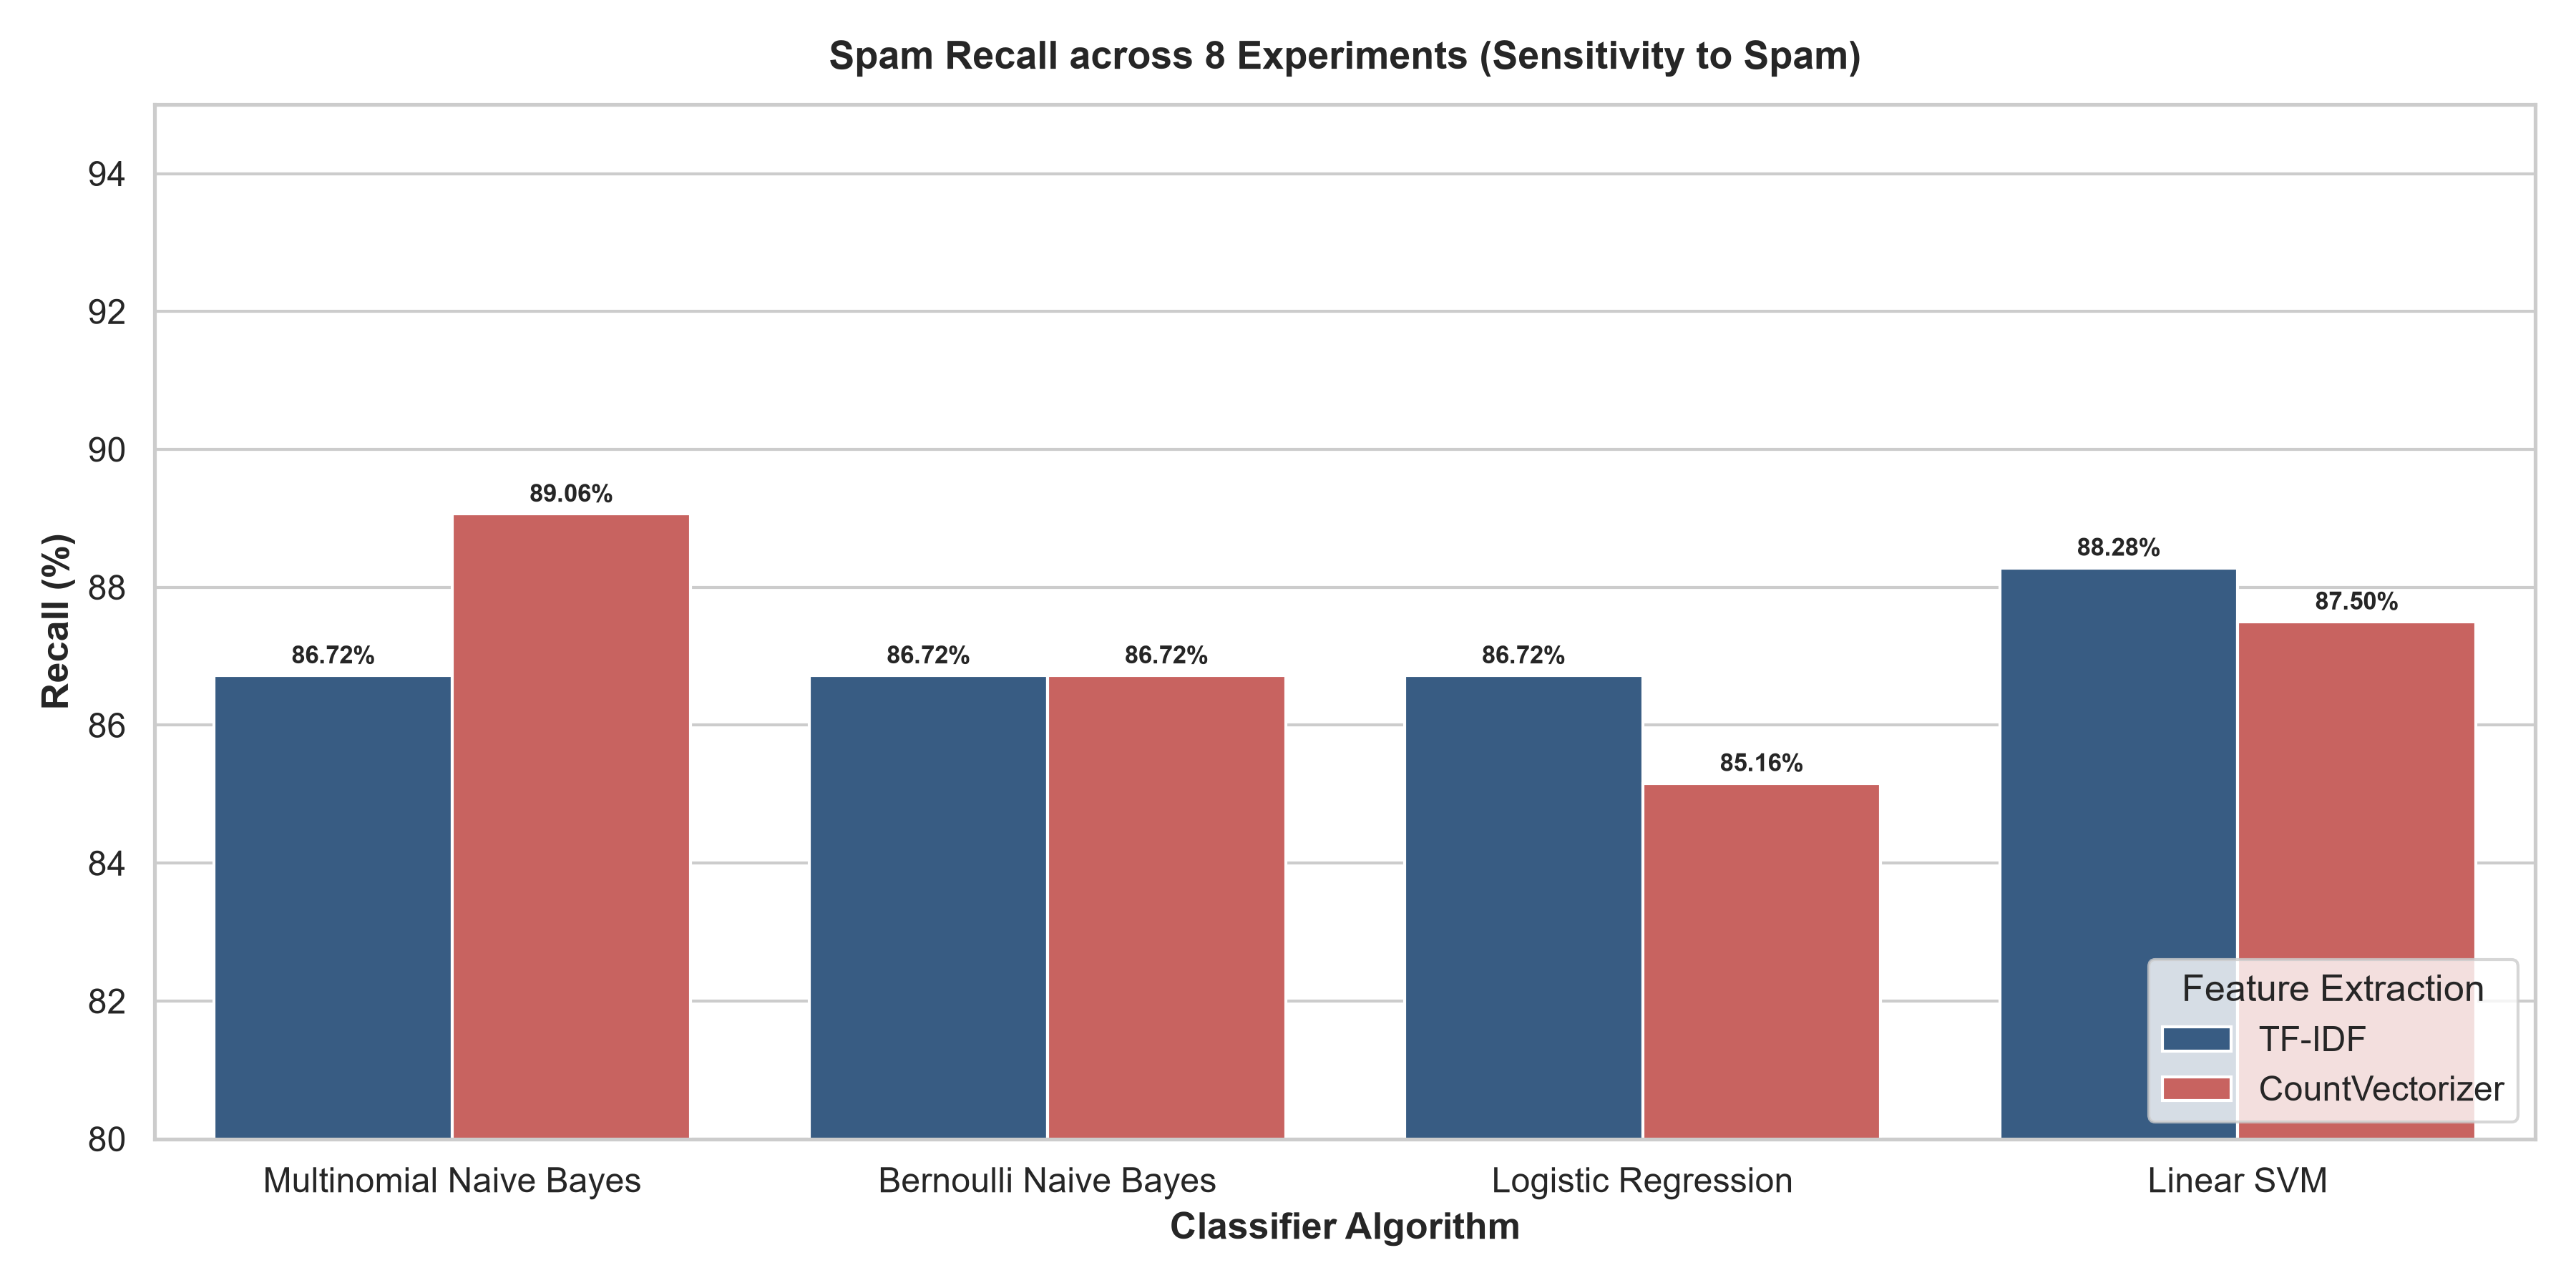 Spam Recall across 8 Experiments (Sensitivity to Spam)
Recall (%)
94
92
90
88
86
84
82
80
86.72%
89.06%
86.72%
86.72%
86.72%
85.16%
88.28%
87.50%
Feature Extraction
TF-IDF
CountVectorizer
Multinomial Naive Bayes
Bernoulli Naive Bayes
Logistic Regression
Linear SVM
Classifier Algorithm